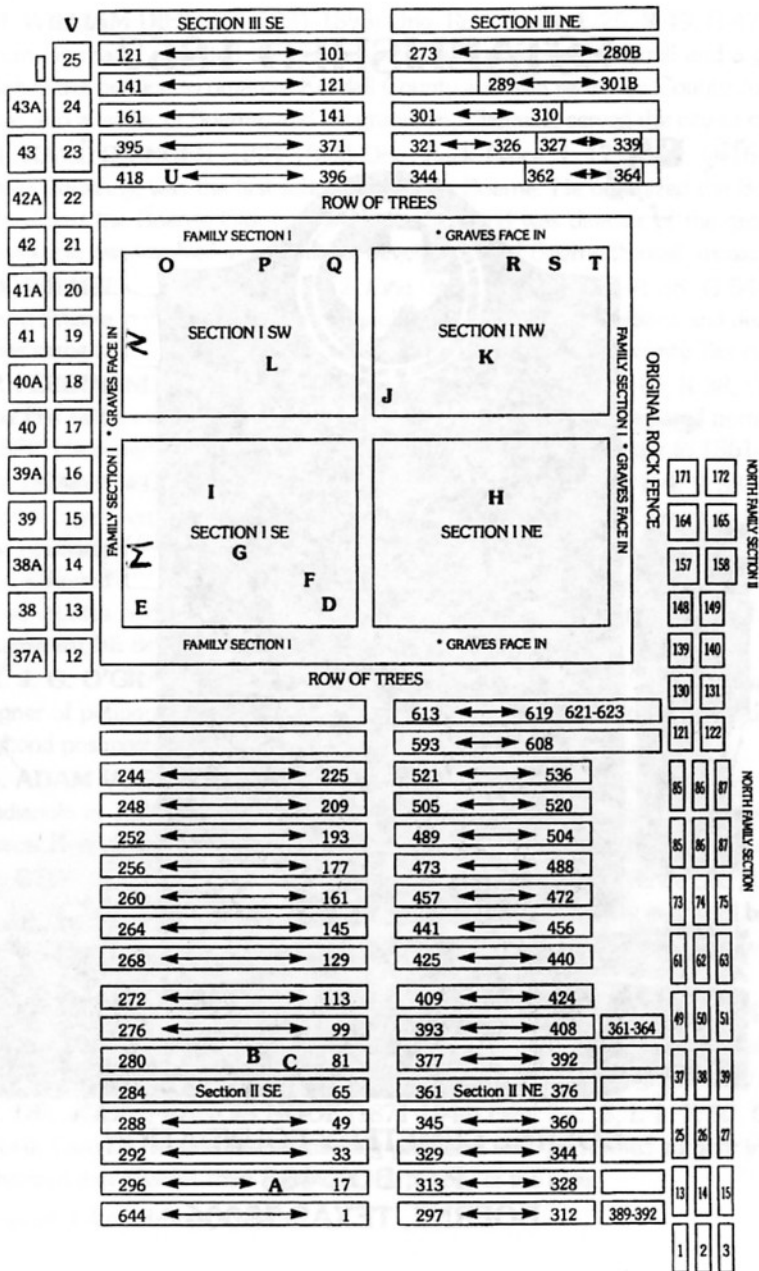 V
SECTION III SE SECTION III NE
25 121 101 273 280B
141 121 289 301B
43A 24 161 141 301 310
43 23 395 371 321 326 327 339
418 U 396 344 362 364
42A 22 ROW OF TREES
FAMILY SECTION I * GRAVES FACE IN
42 21 O P Q R S T
41A 20
41 19 SECTION I SW SECTION I NW
N L K
40A 18 J
40 17
FAMILY SECTION I * GRAVES FACE IN
FAMILY SECTION I * GRAVES FACE IN
ORIGINAL ROCK FENCE
39A 16 I H 171 172
39 15 SECTION I SE SECTION I NE 164 165
38A 14 M G 157 158
NORTH FAMILY SECTION II
38 13 E F D 148 149
FAMILY SECTION I * GRAVES FACE IN
37A 12 139 140
ROW OF TREES
130 131
613 619 621-623
593 608 121 122
244 225 521 536 85 86 87
248 209 505 520
NORTH FAMILY SECTION
252 193 489 504 85 86 87
256 177 473 488
260 161 457 472 73 74 75
264 145 441 456
268 129 425 440 61 62 63
272 113 409 424
276 99 393 408 361-364 49 50 51
280 B C 81 377 392
284 Section II SE 65 361 Section II NE 376 37 38 39
288 49 345 360
292 33 329 344 25 26 27
296 A 17 313 328 13 14 15
644 1 297 312 389-392
1 2 3